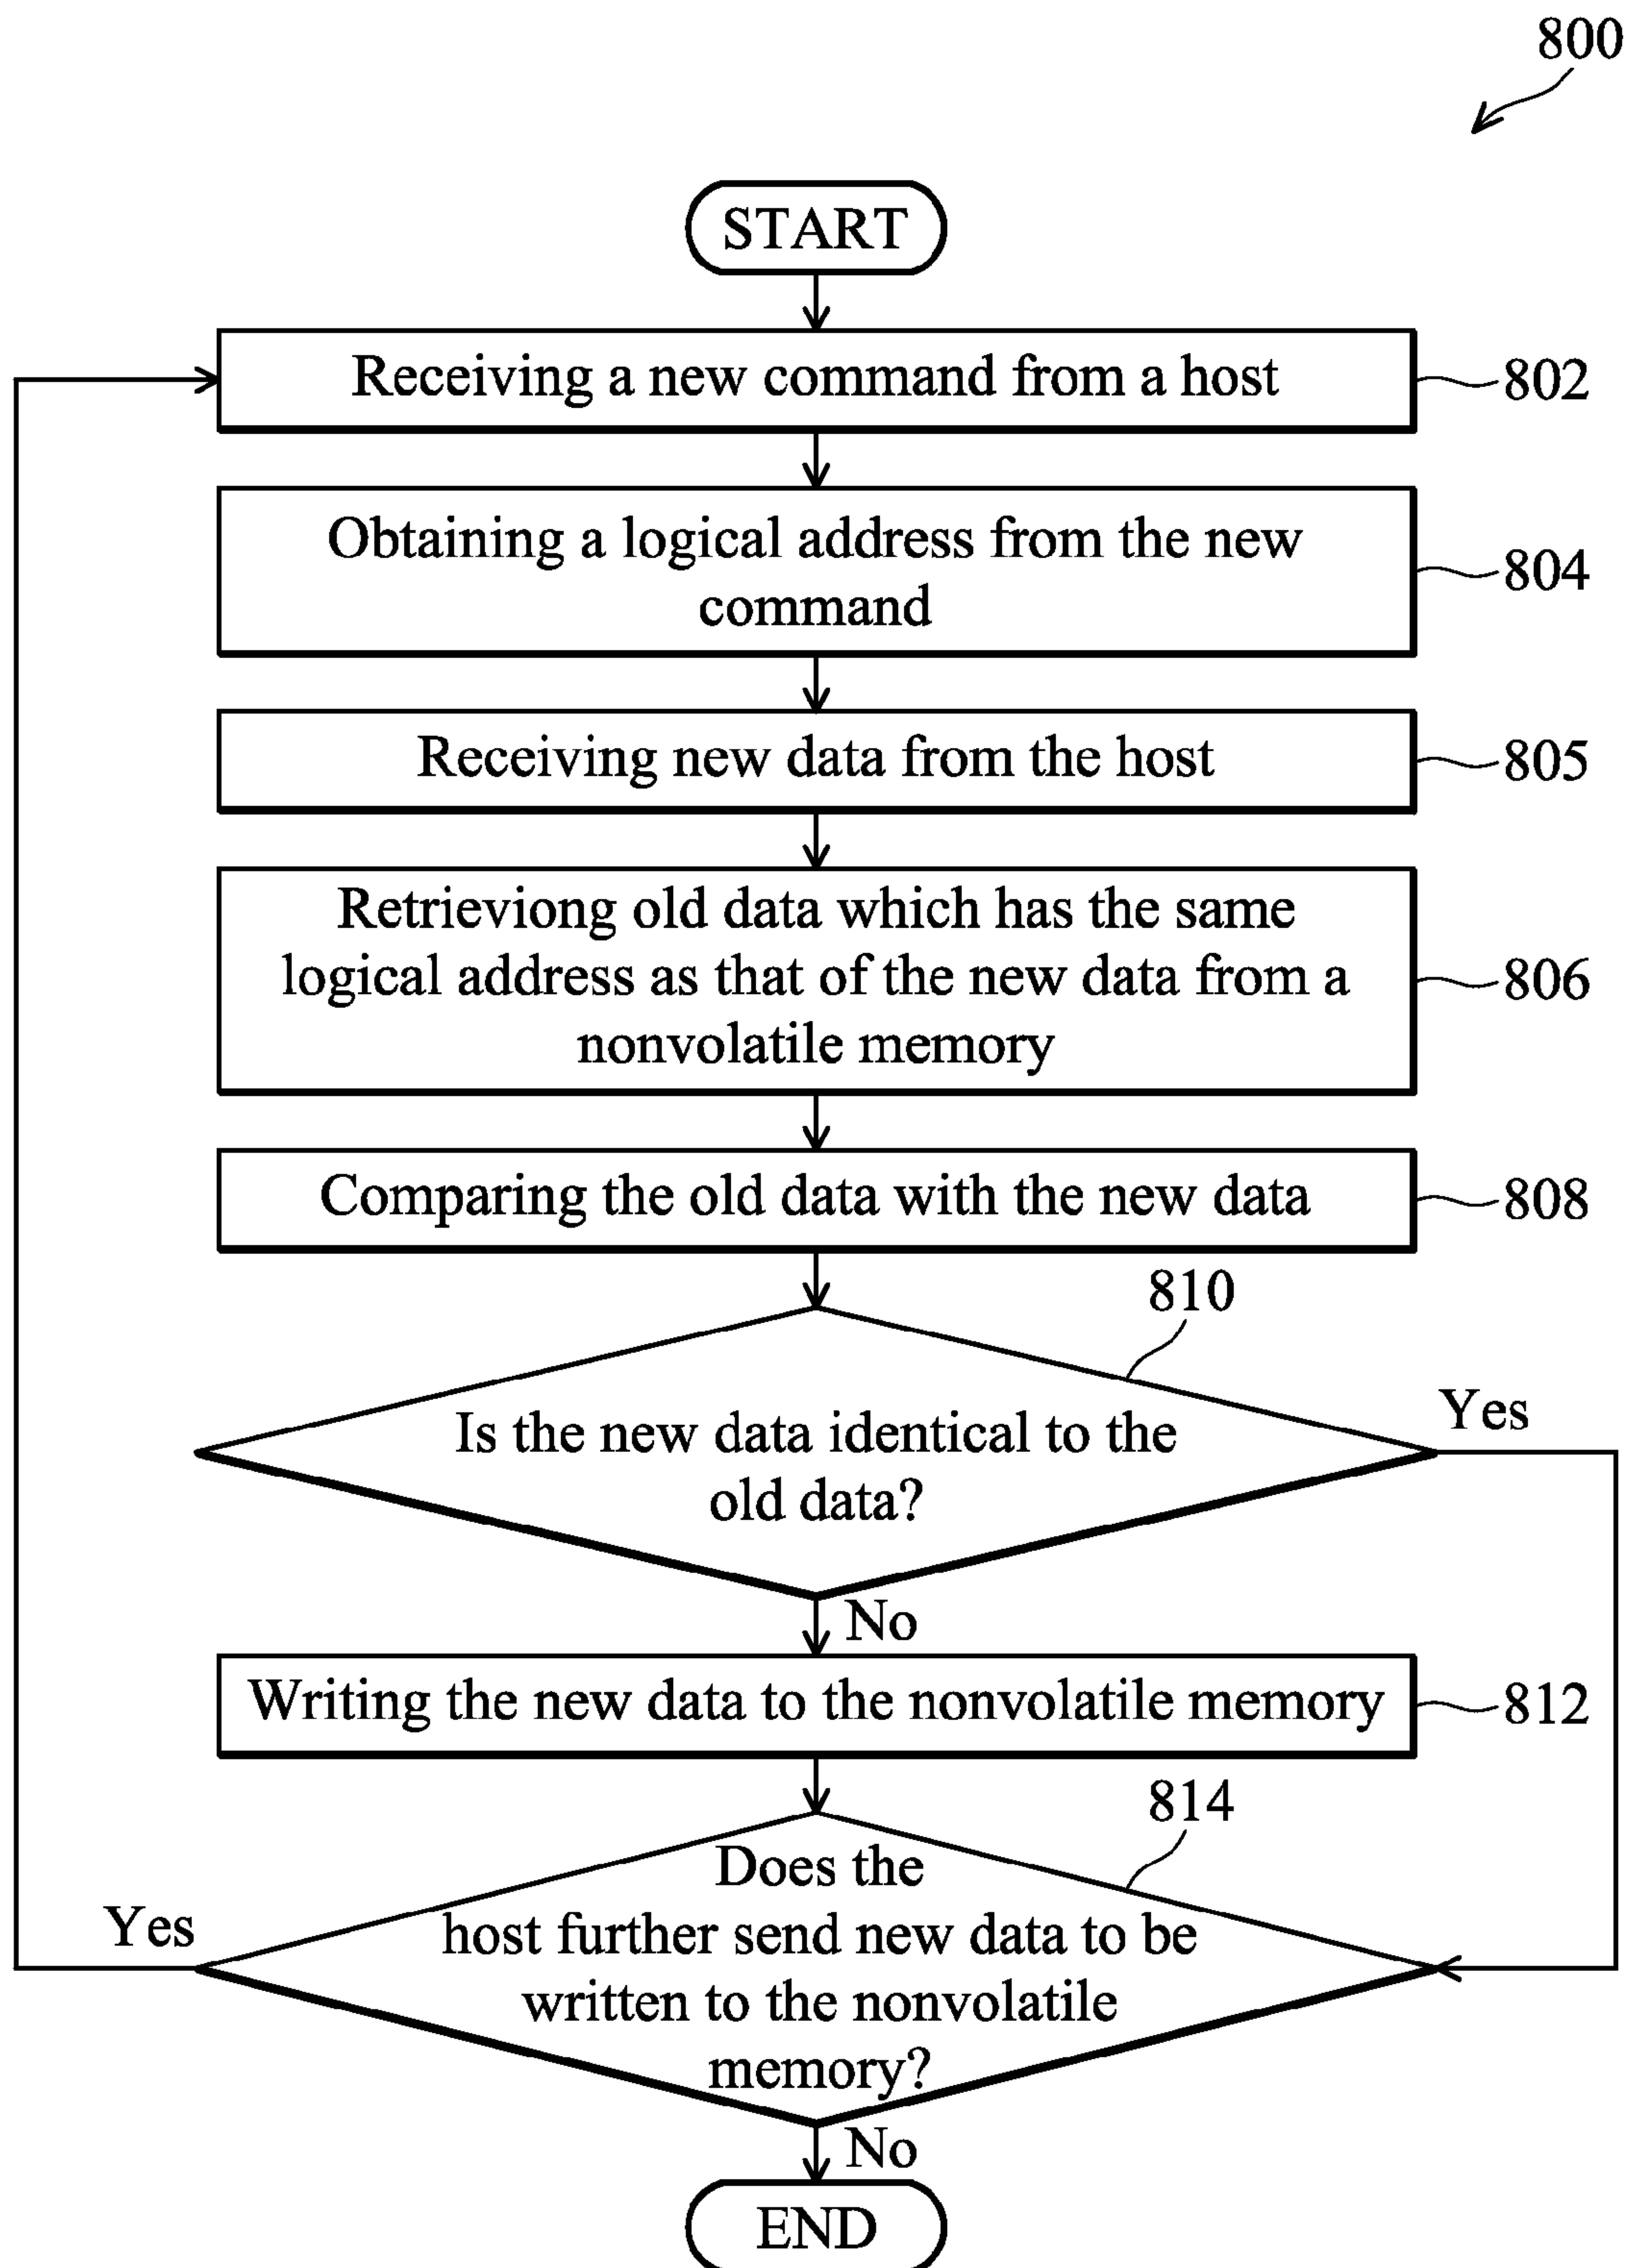 800
START
Receiving a new command from a host
802
Obtaining a logical address from the new
command
804
Receiving new data from the host
805
Retrieviong old data which has the same
logical address as that of the new data from a
nonvolatile memory
806
Comparing the old data with the new data
808
810
Is the new data identical to the
old data?
Yes
No
Writing the new data to the nonvolatile memory
812
814
Does the
host further send new data to be
written to the nonvolatile
memory?
Yes
No
END